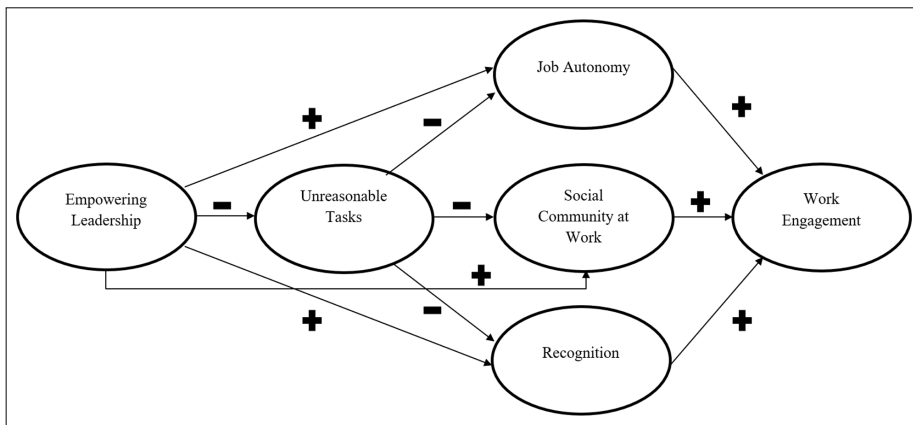 Job Autonomy
+
-
+
Empowering
Leadership
-
Unreasonable
Tasks
-
Social
Community at
Work
+
Work
Engagement
+
+
-
+
Recognition